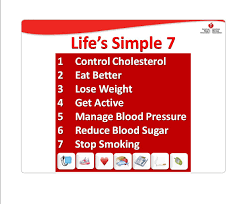 Life's Simple 7
1 Control Cholesterol
2 Eat Better
3 Lose Weight
4 Get Active
5 Manage Blood Pressure
6 Reduce Blood Sugar
7 Stop Smoking